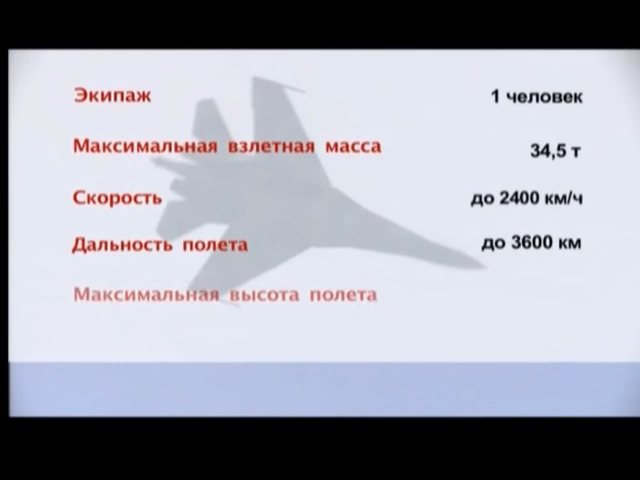 Экипаж 1 человек
Максимальная взлетная масса 34,5 т
Скорость до 2400 км/ч
Дальность полета до 3600 км
Максимальная высота полета